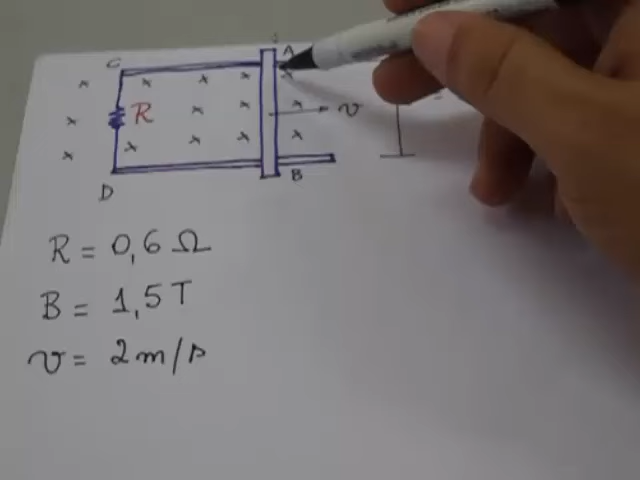 C A
R v
D B
R = 0,6 Ω
B = 1,5 T
v = 2 m/s